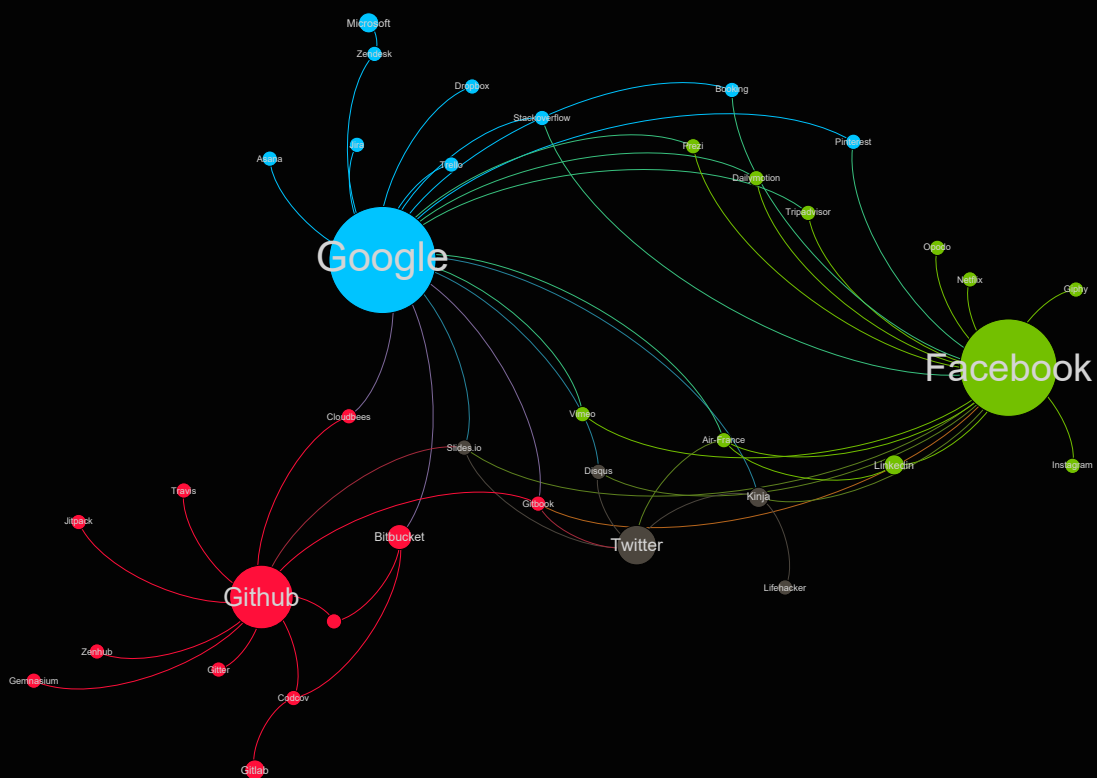 Microsoft
Zendesk
Dropbox
Booking
Stackoverflow
Jira
Prezi
Pinterest
Asana
Trello
Dailymotion
Tripadvisor
Google
Opodo
Netflix
Giphy
Facebook
Cloudbees
Vimeo
Air-France
Slides.io
Linkedin
Instagram
Disqus
Travis
Kinja
Gitbook
Jitpack
Bitbucket
Twitter
Lifehacker
Github
Zenhub
Gitter
Gemnasium
Codcov
Gitlab